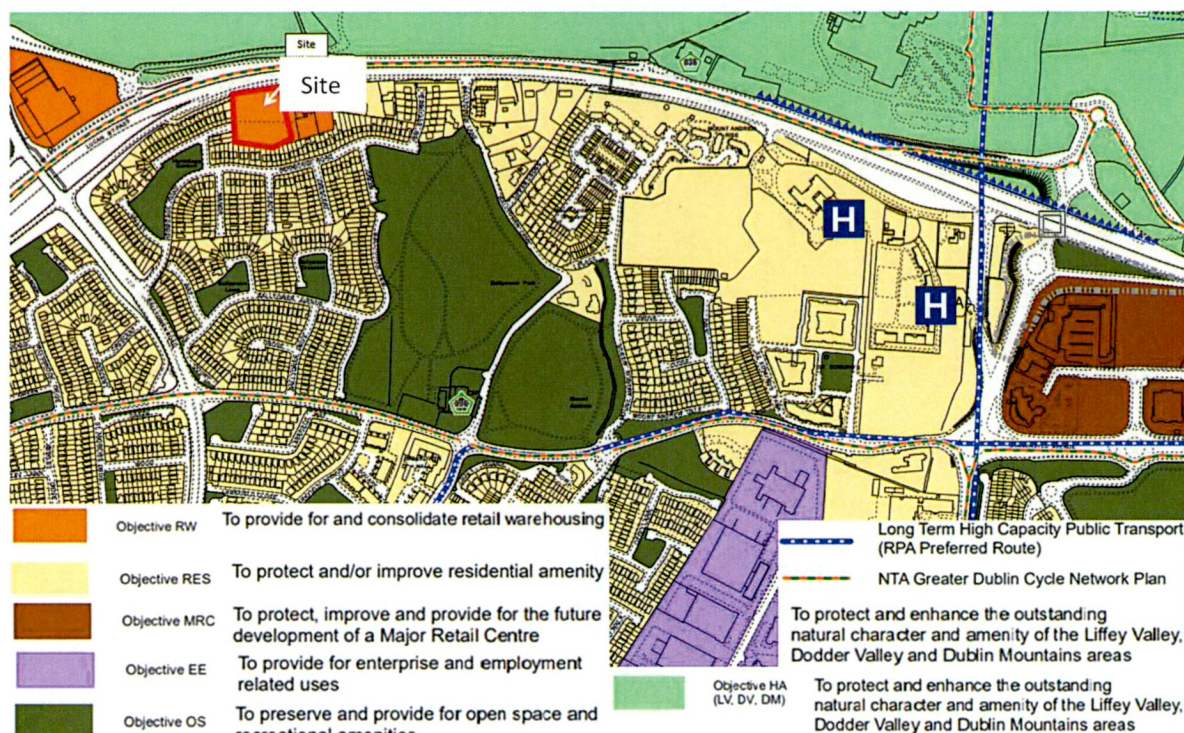 Site
Site
H
H
Objective RW
To provide for and consolidate retail warehousing
Objective RES
To protect and/or improve residential amenity
Objective MRC
To protect, improve and provide for the future
development of a Major Retail Centre
Objective EE
To provide for enterprise and employment
related uses
Objective OS
To preserve and provide for open space and
recreational amenities
Long Term High Capacity Public Transport
(RPA Preferred Route)
NTA Greater Dublin Cycle Network Plan
To protect and enhance the outstanding
natural character and amenity of the Liffey Valley,
Dodder Valley and Dublin Mountains areas
Objective HA
(LV, DV, DM)
To protect and enhance the outstanding
natural character and amenity of the Liffey Valley,
Dodder Valley and Dublin Mountains areas